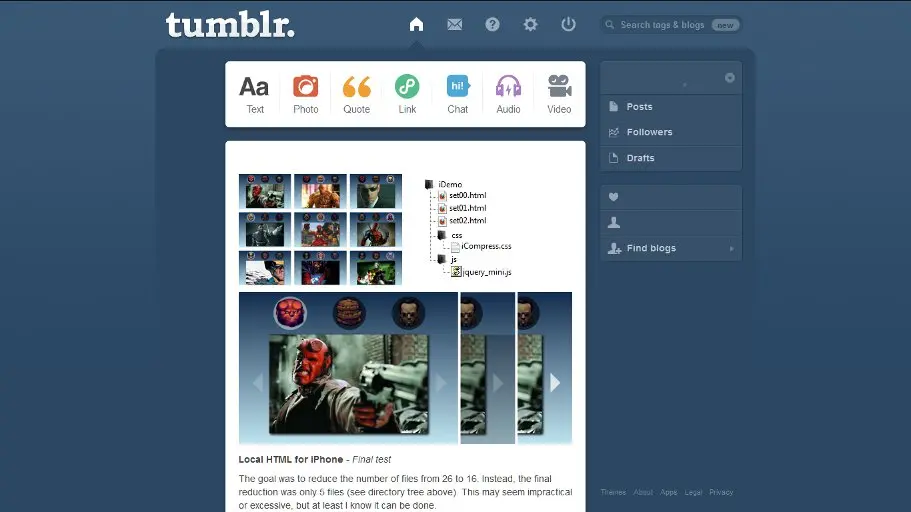 tumblr.
Search tags & blogs new
Aa
hi!
Text Photo Quote Link Chat Audio Video
Posts
Followers
Drafts
Find blogs
iDemo
set00.html
set01.html
set02.html
css
iCompress.css
js
jquery_mini.js
Local HTML for iPhone - Final test
The goal was to reduce the number of files from 26 to 16. Instead, the final
reduction was only 5 files (see directory tree above). This may seem impractical
or excessive, but at least I know it can be done.
Themes About Apps Legal Privacy